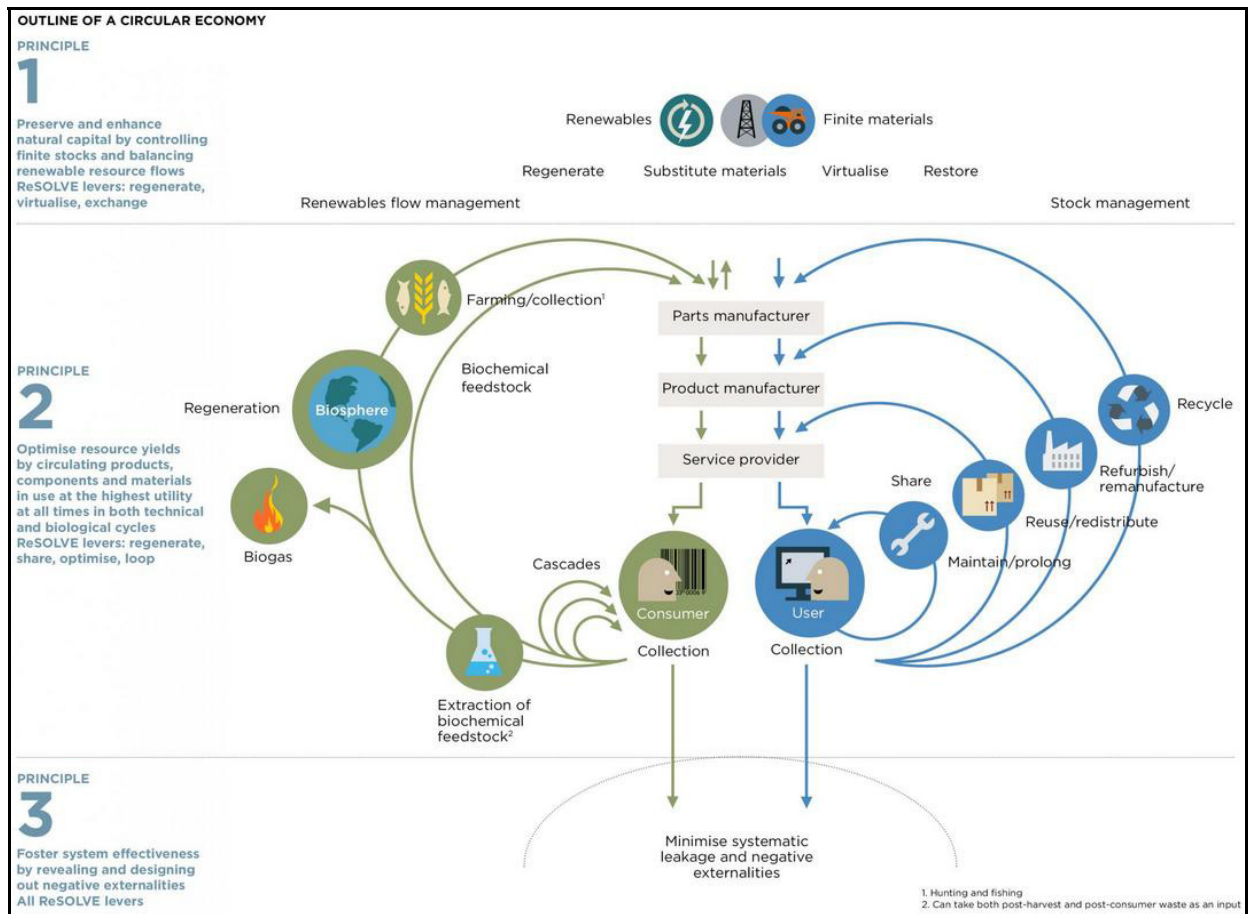 OUTLINE OF A CIRCULAR ECONOMY
PRINCIPLE
1
Preserve and enhance
natural capital by controlling
finite stocks and balancing
renewable resource flows
ReSOLVE levers: regenerate,
virtualise, exchange
Renewables
Finite materials
Regenerate
Substitute materials
Virtualise
Restore
Renewables flow management
Stock management
PRINCIPLE
2
Optimise resource yields
by circulating products,
components and materials
in use at the highest utility
at all times in both technical
and biological cycles
ReSOLVE levers: regenerate,
share, optimise, loop
Farming/collection¹
Biochemical
feedstock
Regeneration
Biosphere
Biogas
Cascades
Extraction of
biochemical
feedstock²
Parts manufacturer
Product manufacturer
Service provider
Consumer
Collection
User
Collection
Share
Maintain/prolong
Reuse/redistribute
Refurbish/
remanufacture
Recycle
PRINCIPLE
3
Foster system effectiveness
by revealing and designing
out negative externalities
All ReSOLVE levers
Minimise systematic
leakage and negative
externalities
1. Hunting and fishing
2. Can take both post-harvest and post-consumer waste as an input